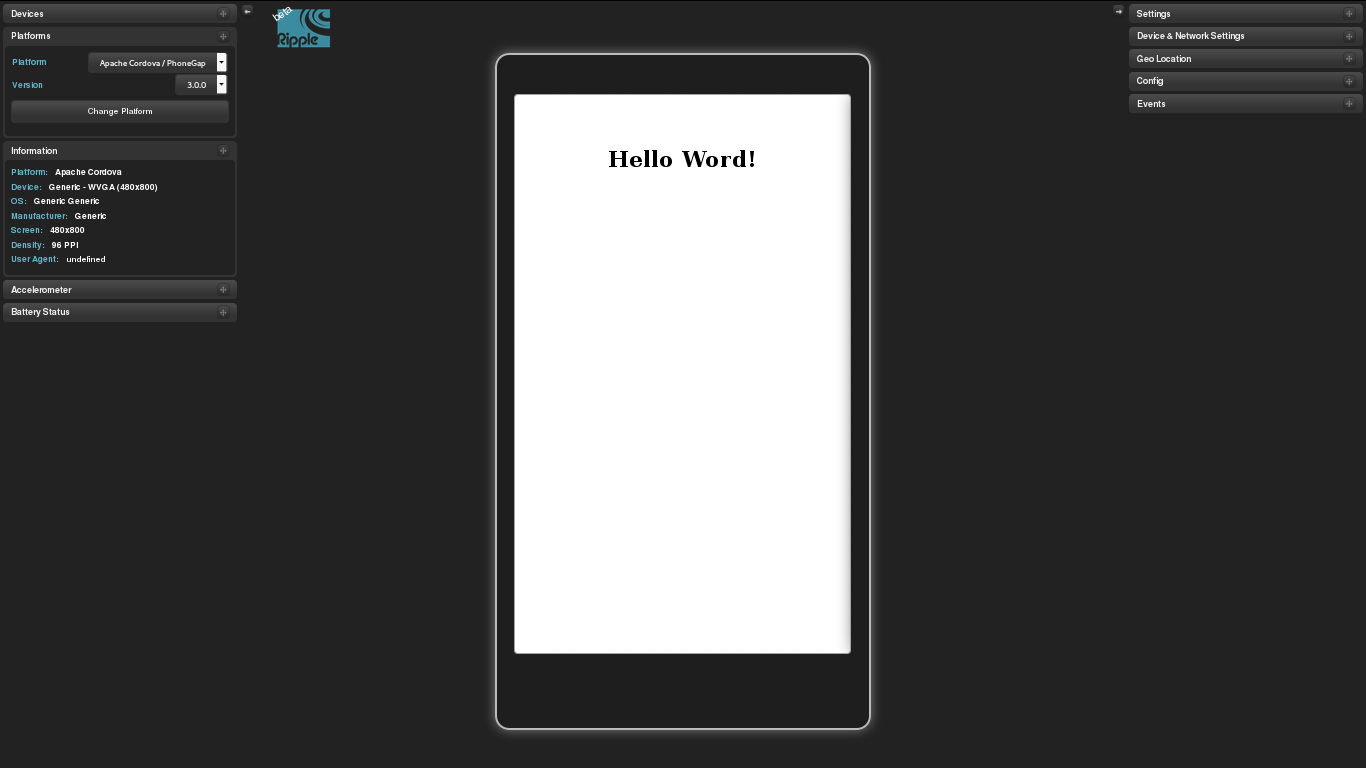 Devices
Platforms
Platform Apache Cordova / PhoneGap
Version 3.0.0
Change Platform
Information
Platform: Apache Cordova
Device: Generic - WVGA (480x800)
OS: Generic Generic
Manufacturer: Generic
Screen: 480x800
Density: 96 PPI
User Agent: undefined
Accelerometer
Battery Status
beta
Ripple
Hello Word!
Settings
Device & Network Settings
Geo Location
Config
Events